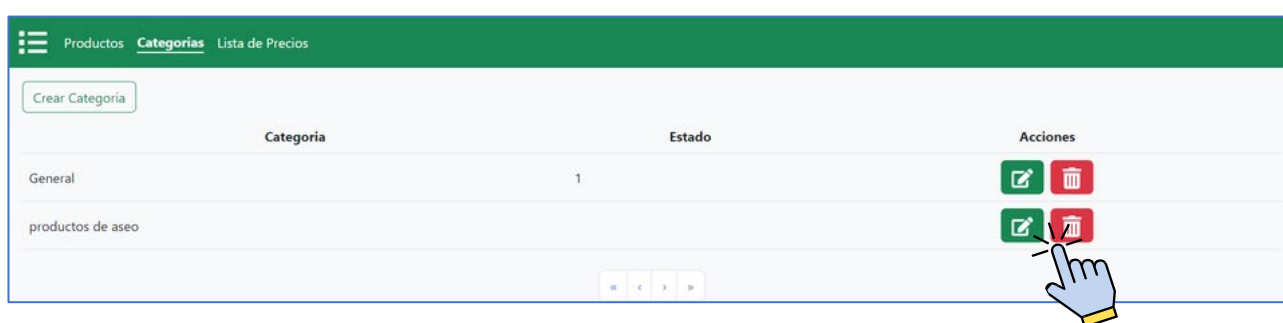 Productos Categorias Lista de Precios
Crear Categoria
Categoria Estado Acciones
General 1
productos de aseo
« ‹ › »